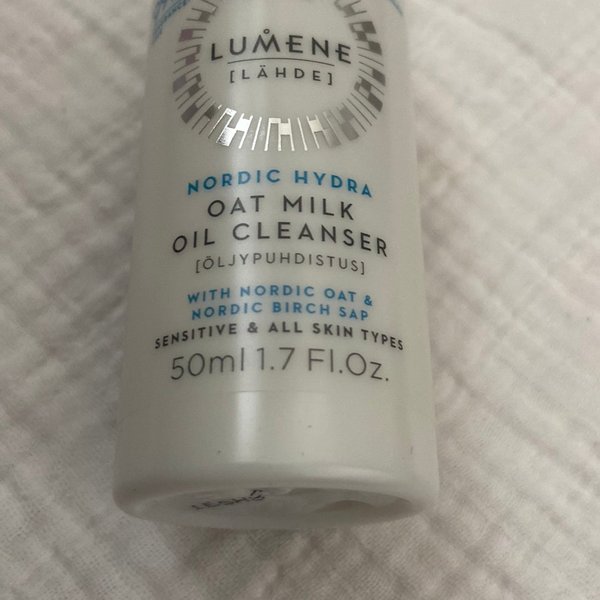 LUMENE
[LÄHDE]
NORDIC HYDRA
OAT MILK
OIL CLEANSER
[ÖLJYPUHDISTUS]
WITH NORDIC OAT &
NORDIC BIRCH SAP
SENSITIVE & ALL SKIN TYPES
50ml 1.7 Fl.Oz.